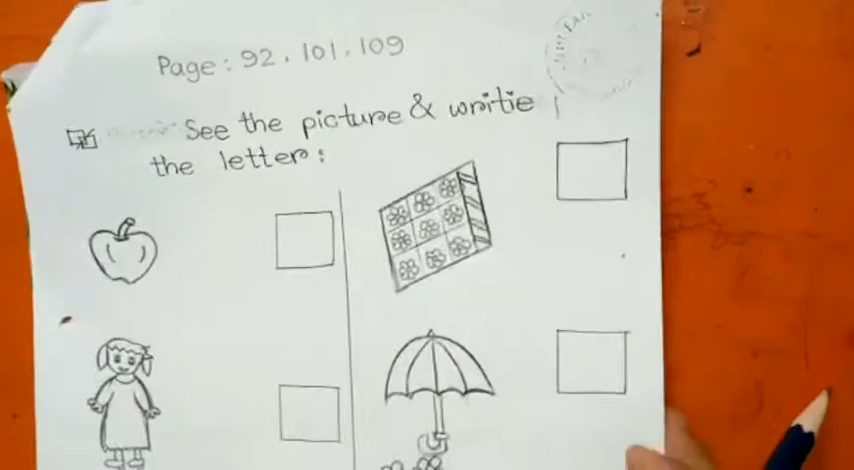 Page : 92, 101, 109
See the picture & writie
the letter :